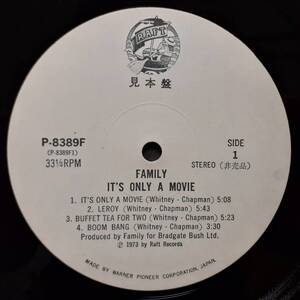 RAFT
見本盤
P-8389F
(P-8389F1)
33⅓RPM
SIDE
1
STEREO (非売品)
FAMILY
IT'S ONLY A MOVIE
1. IT'S ONLY A MOVIE (Whitney - Chapman) 5:08
2. LEROY (Whitney - Chapman) 5:43
3. BUFFET TEA FOR TWO (Whitney - Chapman) 5:23
4. BOOM BANG (Whitney - Chapman) 3:30
Produced by Family for Bradgate Bush Ltd.
Ⓟ 1973 by Raft Records
MADE BY WARNER PIONEER CORPORATION, JAPAN.